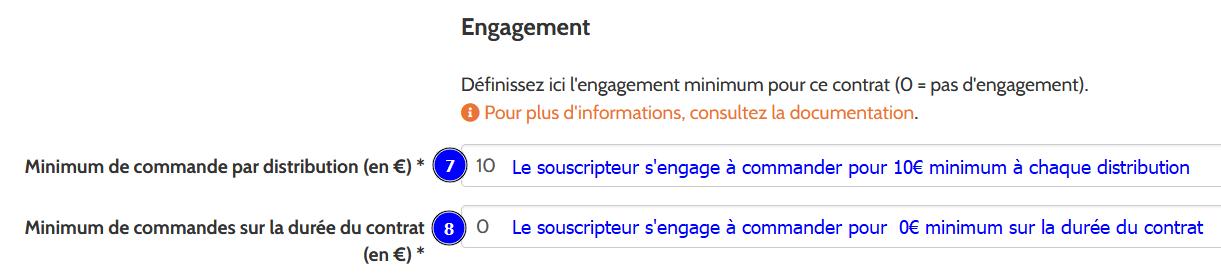 Engagement
Définissez ici l'engagement minimum pour ce contrat (0 = pas d'engagement).
Pour plus d'informations, consultez la documentation.
Minimum de commande par distribution (en €) * 7 10 Le souscripteur s'engage à commander pour 10€ minimum à chaque distribution
Minimum de commandes sur la durée du contrat 8 0 Le souscripteur s'engage à commander pour 0€ minimum sur la durée du contrat
(en €) *